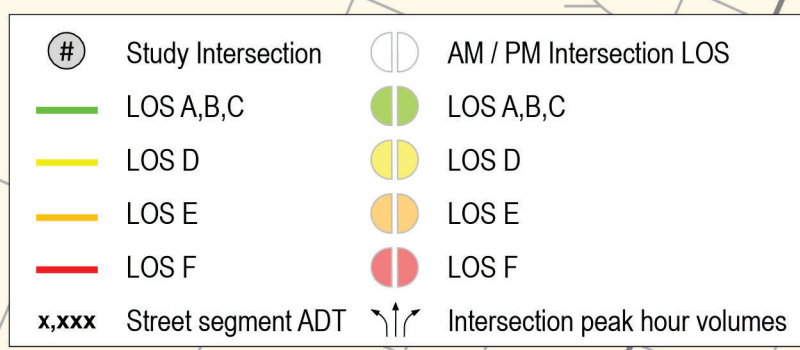 # Study Intersection AM / PM Intersection LOS
LOS A,B,C LOS A,B,C
LOS D LOS D
LOS E LOS E
LOS F LOS F
x,xxx Street segment ADT Intersection peak hour volumes